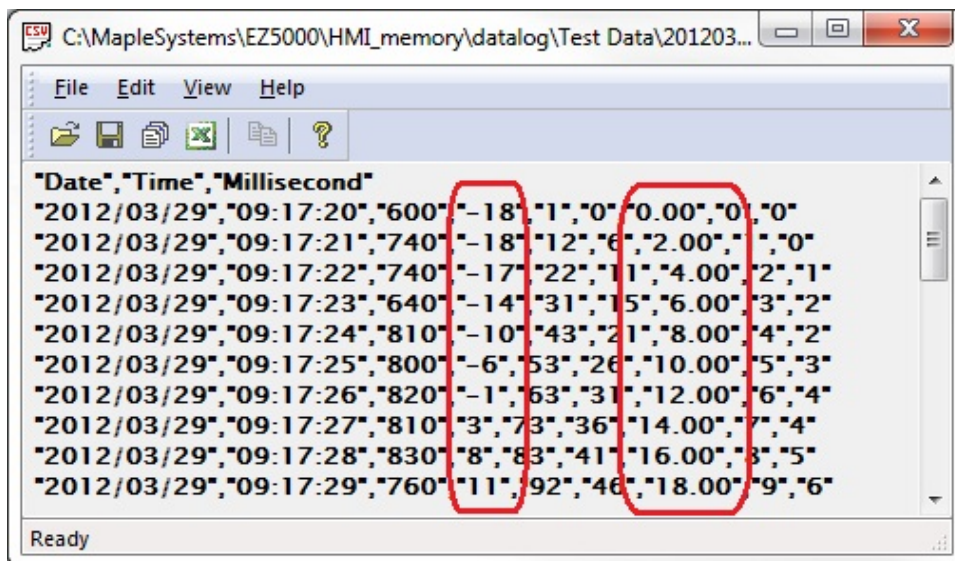 C:\MapleSystems\EZ5000\HMI_memory\datalog\Test Data\201203...
File Edit View Help
"Date","Time","Millisecond"
"2012/03/29","09:17:20","600","-18","1","0","0.00","0","0"
"2012/03/29","09:17:21","740","-18","12","6","2.00","1","0"
"2012/03/29","09:17:22","740","-17","22","11","4.00","2","1"
"2012/03/29","09:17:23","640","-14","31","15","6.00","3","2"
"2012/03/29","09:17:24","810","-10","43","21","8.00","4","2"
"2012/03/29","09:17:25","800","-6","53","26","10.00","5","3"
"2012/03/29","09:17:26","820","-1","63","31","12.00","6","4"
"2012/03/29","09:17:27","810","3","73","36","14.00","7","4"
"2012/03/29","09:17:28","830","8","83","41","16.00","8","5"
"2012/03/29","09:17:29","760","11","92","46","18.00","9","6"
Ready